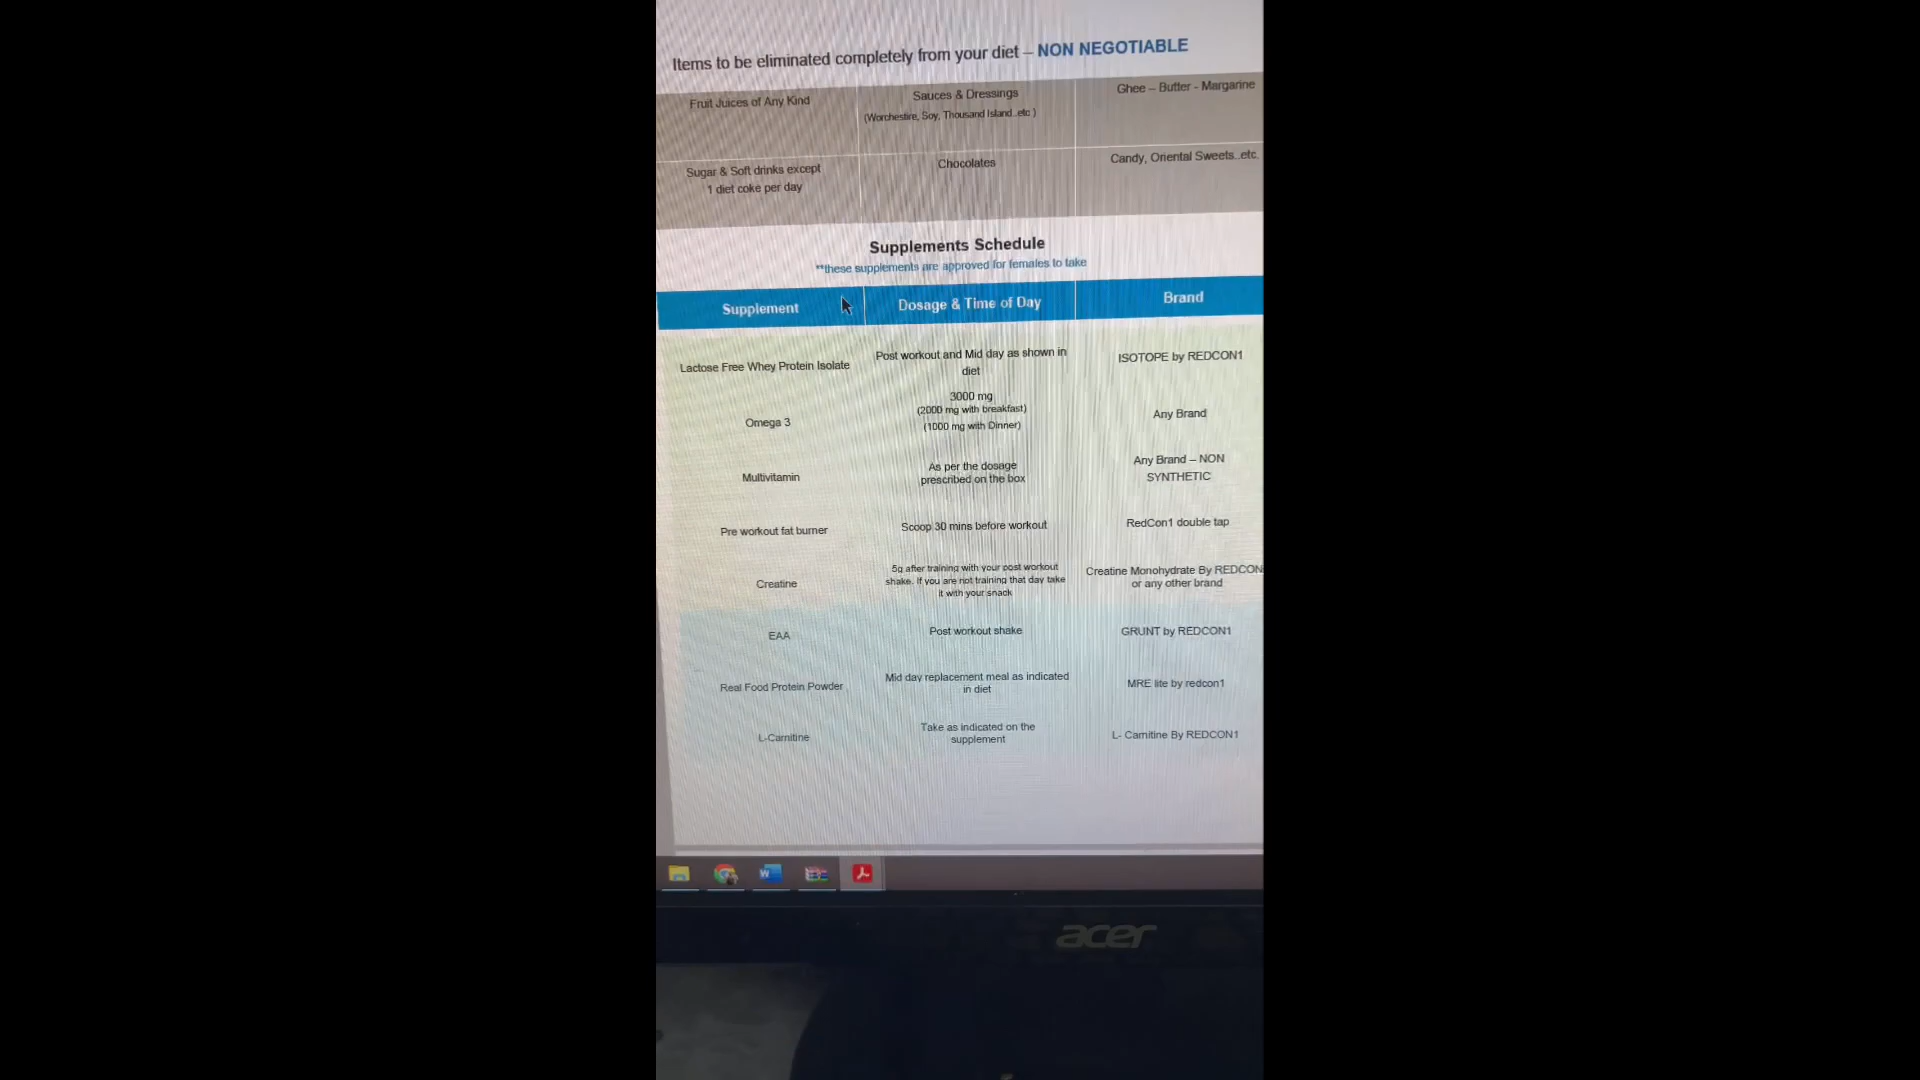 Items to be eliminated completely from your diet – NON NEGOTIABLE
Fruit Juices of Any Kind
Sauces & Dressings
(Worchestire, Soy, Thousand Island..etc )
Ghee – Butter - Margarine
Sugar & Soft drinks except
1 diet coke per day
Chocolates
Candy, Oriental Sweets..etc.
Supplements Schedule
**these supplements are approved for females to take
Supplement
Dosage & Time of Day
Brand
Lactose Free Whey Protein Isolate
Post workout and Mid day as shown in
diet
ISOTOPE by REDCON1
Omega 3
3000 mg
(2000 mg with breakfast)
(1000 mg with Dinner)
Any Brand
Multivitamin
As per the dosage
prescribed on the box
Any Brand – NON
SYNTHETIC
Pre workout fat burner
Scoop 30 mins before workout
RedCon1 double tap
Creatine
5g after training with your post workout
shake. If you are not training that day take
it with your snack
Creatine Monohydrate By REDCON
or any other brand
EAA
Post workout shake
GRUNT by REDCON1
Real Food Protein Powder
Mid day replacement meal as indicated
in diet
MRE lite by redcon1
L-Carnitine
Take as indicated on the
supplement
L- Carnitine By REDCON1
acer